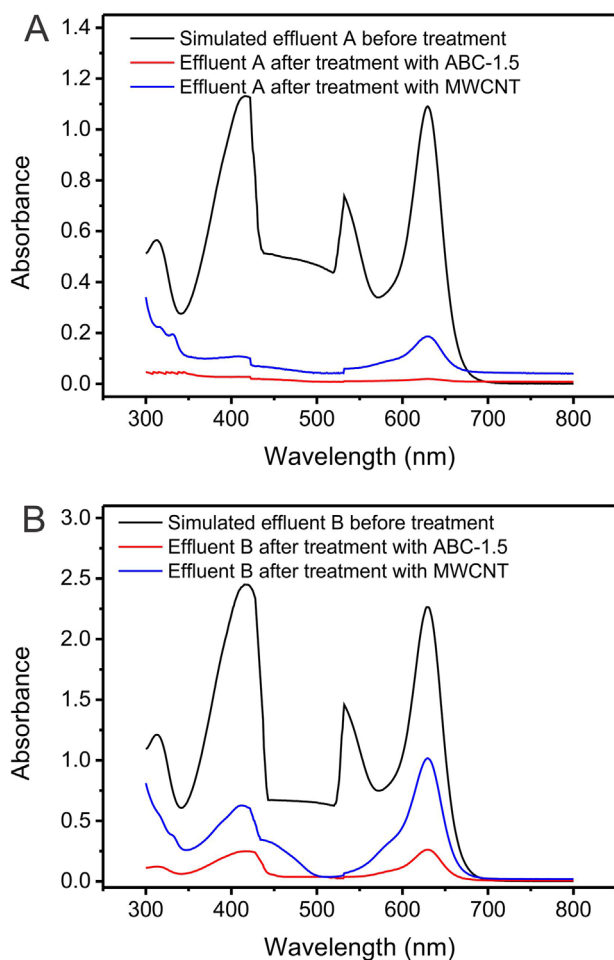 A
Simulated effluent A before treatment
Effluent A after treatment with ABC-1.5
Effluent A after treatment with MWCNT
Absorbance
1.4
1.2
1.0
0.8
0.6
0.4
0.2
0.0
300 400 500 600 700 800
Wavelength (nm)
B
Simulated effluent B before treatment
Effluent B after treatment with ABC-1.5
Effluent B after treatment with MWCNT
Absorbance
3.0
2.5
2.0
1.5
1.0
0.5
0.0
300 400 500 600 700 800
Wavelength (nm)